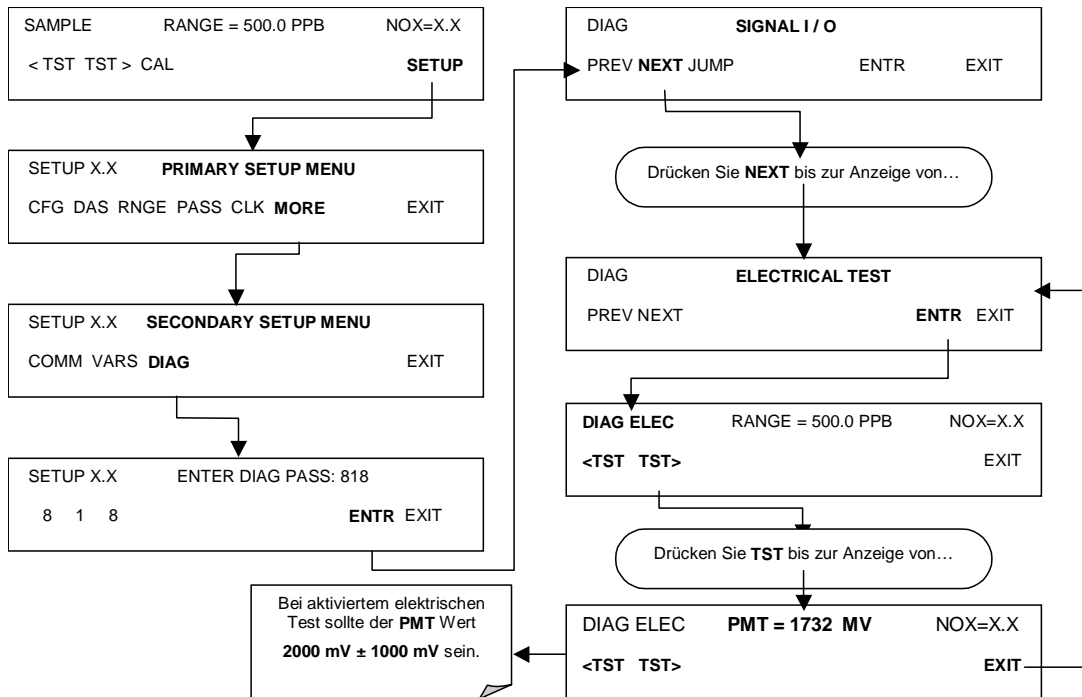 SAMPLE RANGE = 500.0 PPB NOX=X.X
< TST TST > CAL SETUP
SETUP X.X PRIMARY SETUP MENU
CFG DAS RNGE PASS CLK MORE EXIT
SETUP X.X SECONDARY SETUP MENU
COMM VARS DIAG EXIT
SETUP X.X ENTER DIAG PASS: 818
8 1 8 ENTR EXIT
DIAG SIGNAL I / O
PREV NEXT JUMP ENTR EXIT
Drücken Sie NEXT bis zur Anzeige von…
DIAG ELECTRICAL TEST
PREV NEXT ENTR EXIT
DIAG ELEC RANGE = 500.0 PPB NOX=X.X
<TST TST> EXIT
Drücken Sie TST bis zur Anzeige von…
DIAG ELEC PMT = 1732 MV NOX=X.X
<TST TST> EXIT
Bei aktiviertem elektrischen
Test sollte der PMT Wert
2000 mV ± 1000 mV sein.